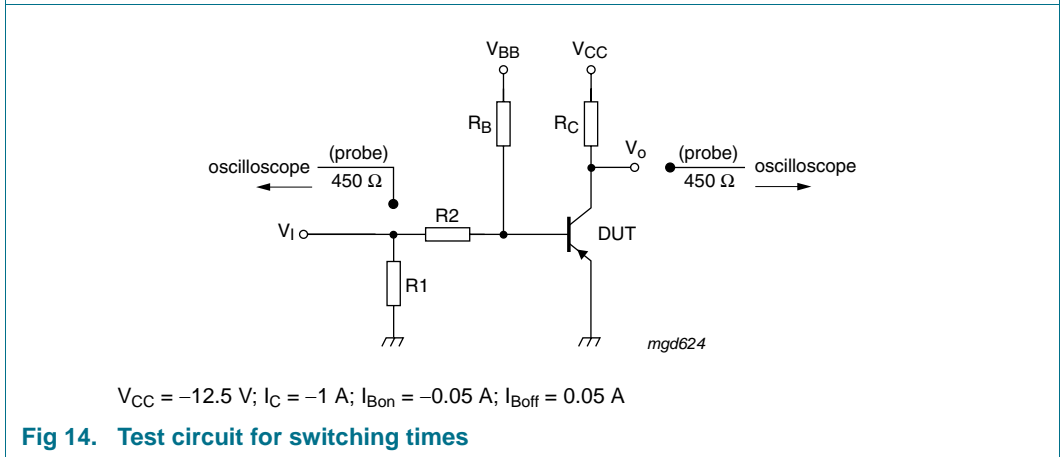 VBB
VCC
RB
RC
Vo
(probe)
450 Ω
oscilloscope
(probe)
450 Ω
oscilloscope
R2
VI
DUT
R1
mgd624
VCC = −12.5 V; IC = −1 A; IBon = −0.05 A; IBoff = 0.05 A
Fig 14. Test circuit for switching times